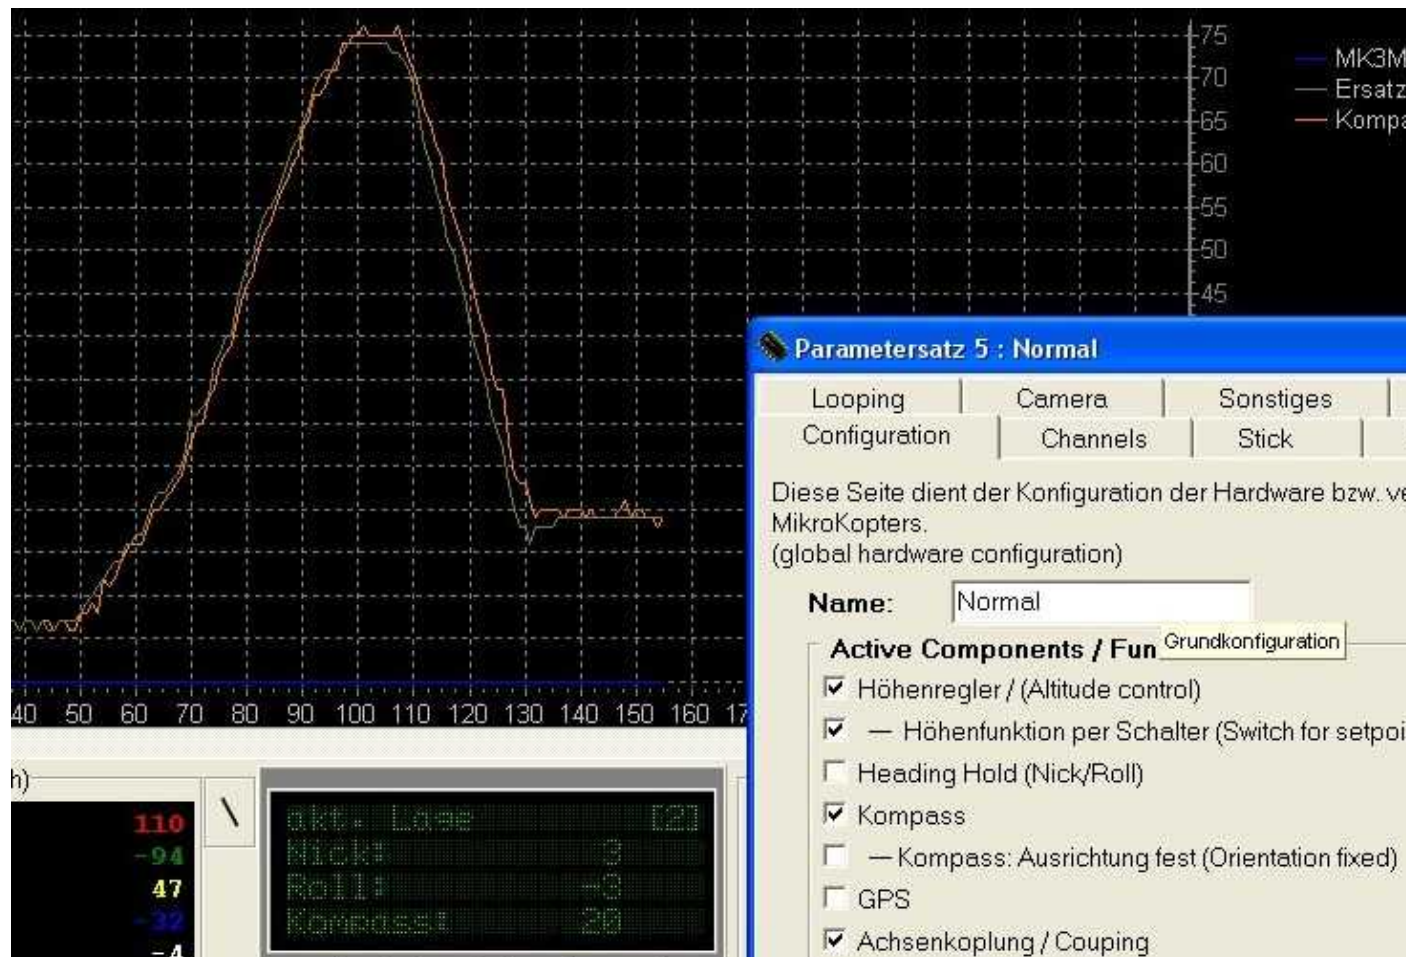 75
70
65
60
55
50
45
MK3M
Ersatz
Kompa
40 50 60 70 80 90 100 110 120 130 140 150 160 17
Parametersatz 5 : Normal
Looping Camera Sonstiges
Configuration Channels Stick
Diese Seite dient der Konfiguration der Hardware bzw. ve
MikroKopters.
(global hardware configuration)
Name: Normal
Grundkonfiguration
Active Components / Fun
Höhenregler / (Altitude control)
— Höhenfunktion per Schalter (Switch for setpoi
Heading Hold (Nick/Roll)
Kompass
— Kompass: Ausrichtung fest (Orientation fixed)
GPS
Achsenkoplung / Couping
h)
110
-94
47
-32
-4
\
akt. Lage [2]
Nick: 3
Roll: -3
Kompass: 20